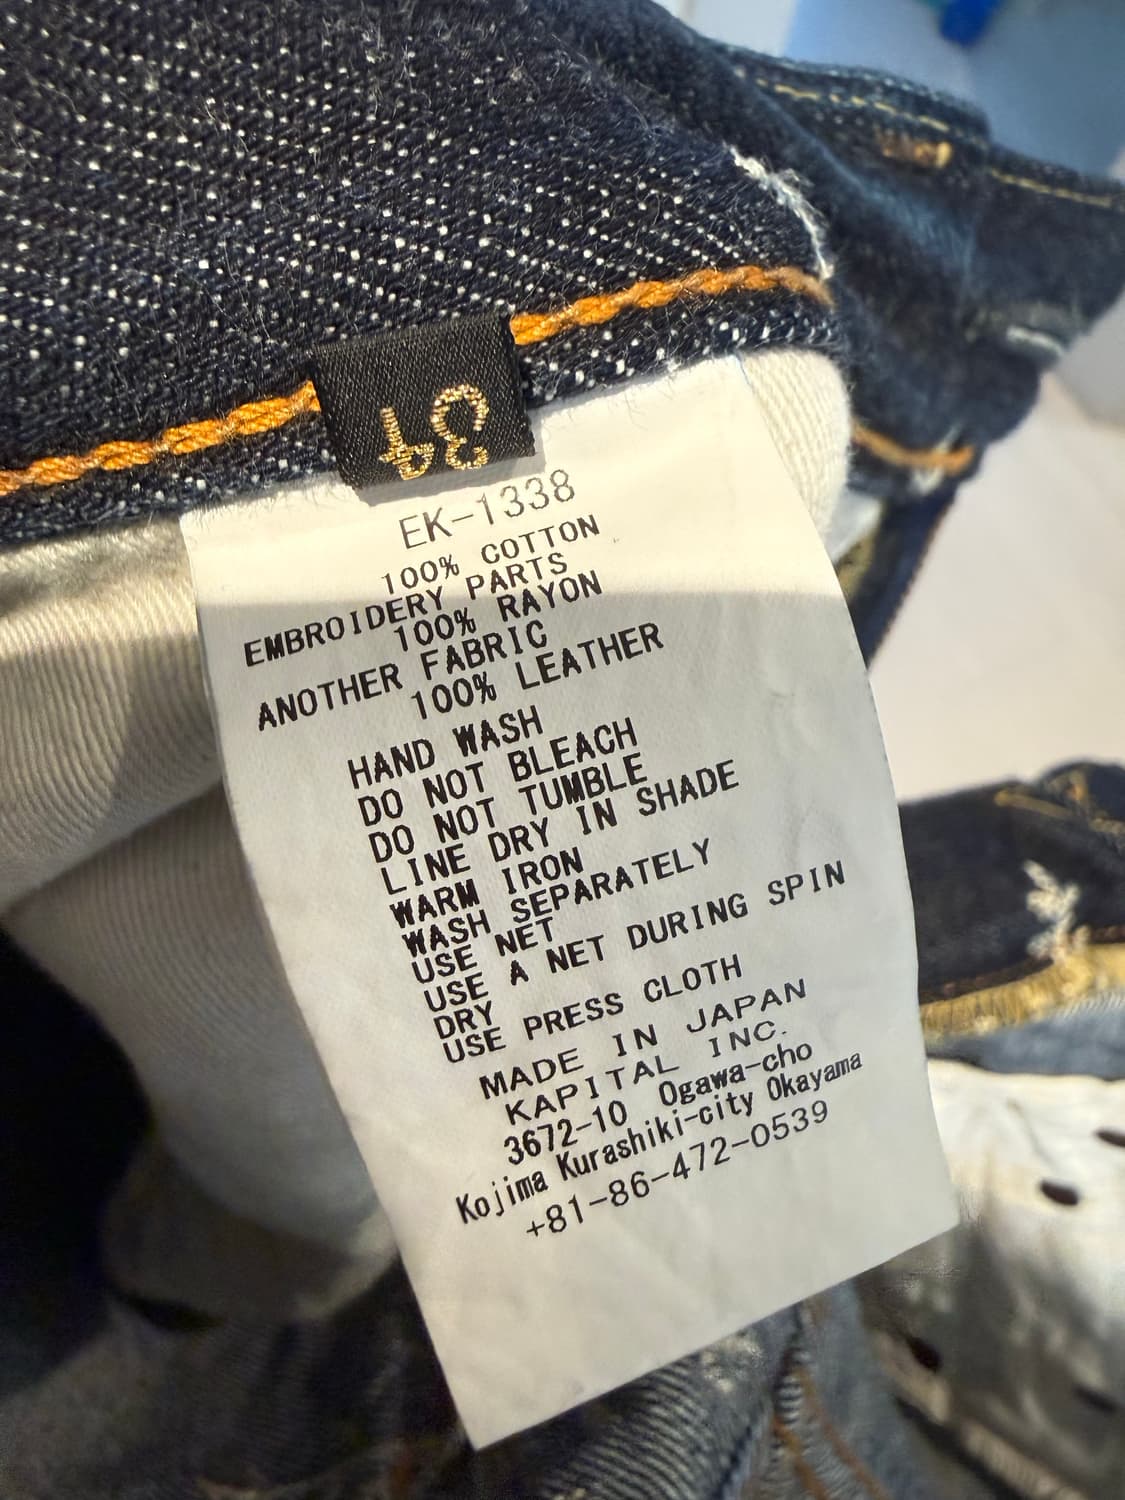 34
EK-1338
100% COTTON
EMBROIDERY PARTS
100% RAYON
ANOTHER FABRIC
100% LEATHER
HAND WASH
DO NOT BLEACH
DO NOT TUMBLE
LINE DRY IN SHADE
WARM IRON
WASH SEPARATELY
USE NET
USE A NET DURING SPIN
DRY
USE PRESS CLOTH
MADE IN JAPAN
KAPITAL INC.
3672-10 Ogawa-cho
Kojima Kurashiki-city Okayama
+81-86-472-0539